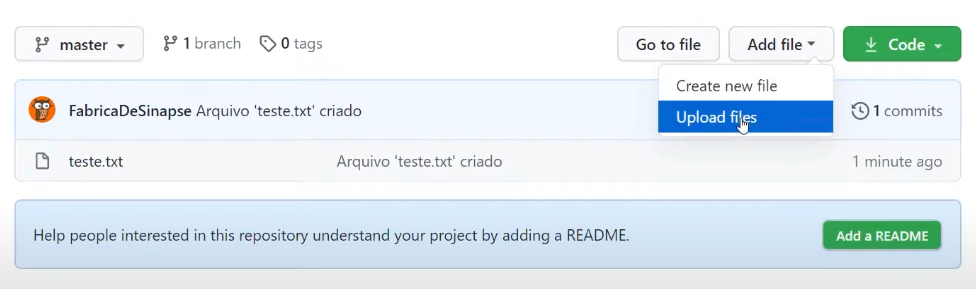 master
1 branch
0 tags
Go to file
Add file
Code
Create new file
Upload files
FabricaDeSinapse Arquivo 'teste.txt' criado
1 commits
teste.txt
Arquivo 'teste.txt' criado
1 minute ago
Help people interested in this repository understand your project by adding a README.
Add a README